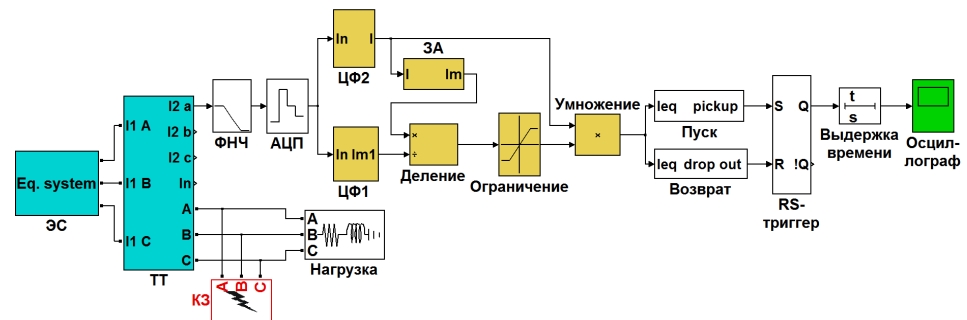 Eq. system
ЭС
I1 A
I1 B
I1 C
I2 a
I2 b
I2 c
In
A
B
C
ТТ
ФНЧ
АЦП
In I
ЦФ2
ЗА
I Im
In Im1
ЦФ1
×
÷
Деление
Ограничение
Умножение
×
Ieq pickup
Пуск
Ieq drop out
Возврат
S Q
R !Q
RS-
триггер
t
s
Выдержка
времени
Осцил-
лограф
A
B
C
Нагрузка
КЗ
A B C